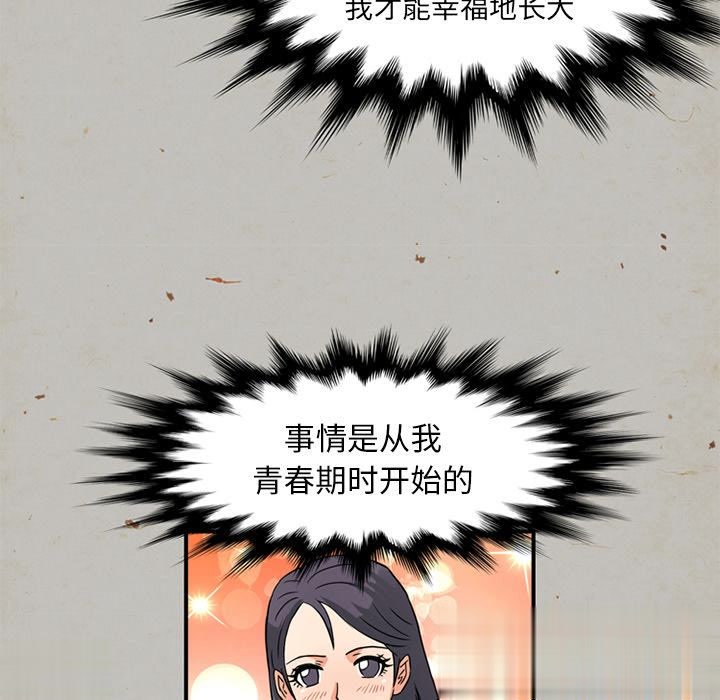 我才能幸福地长大
事情是从我
青春期时开始的